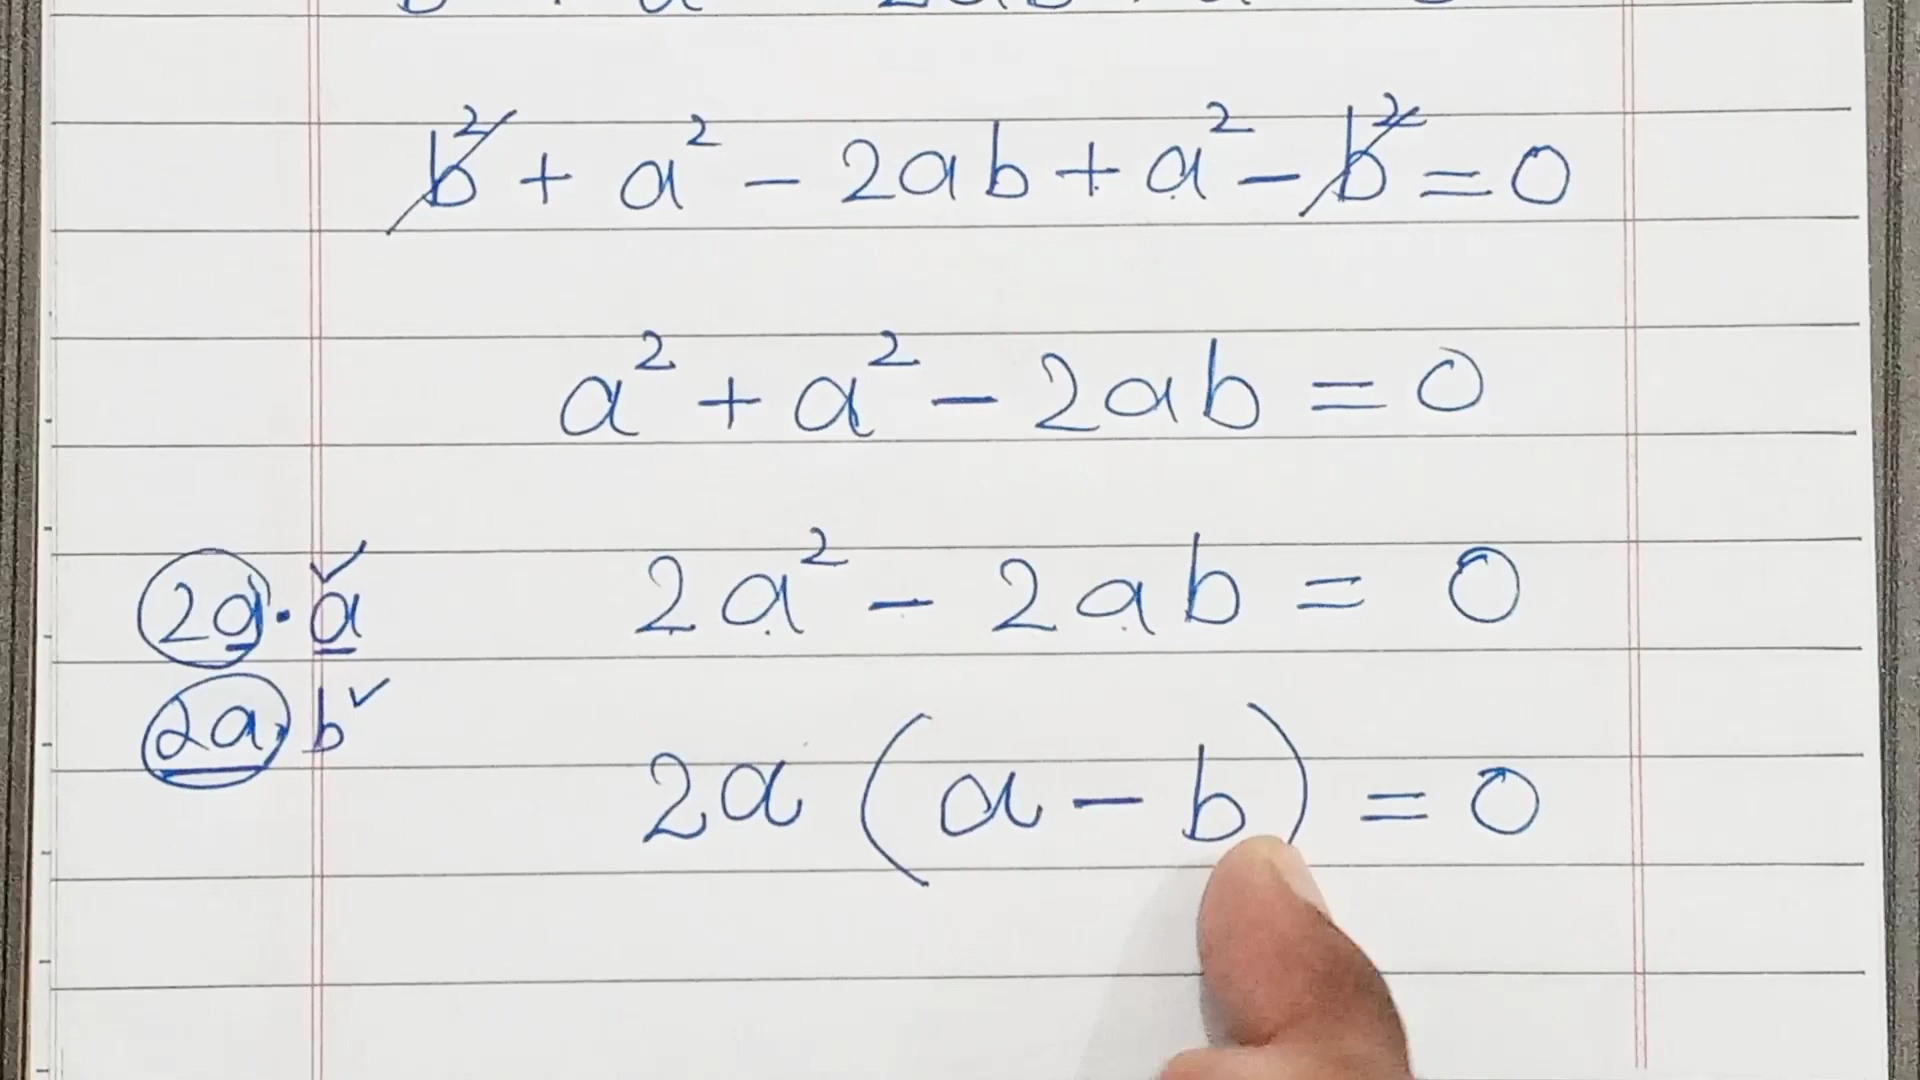 b² + a² - 2ab + a² - b² = 0
a² + a² - 2ab = 0
2a · a
2a² - 2ab = 0
2a · b
2a (a - b) = 0